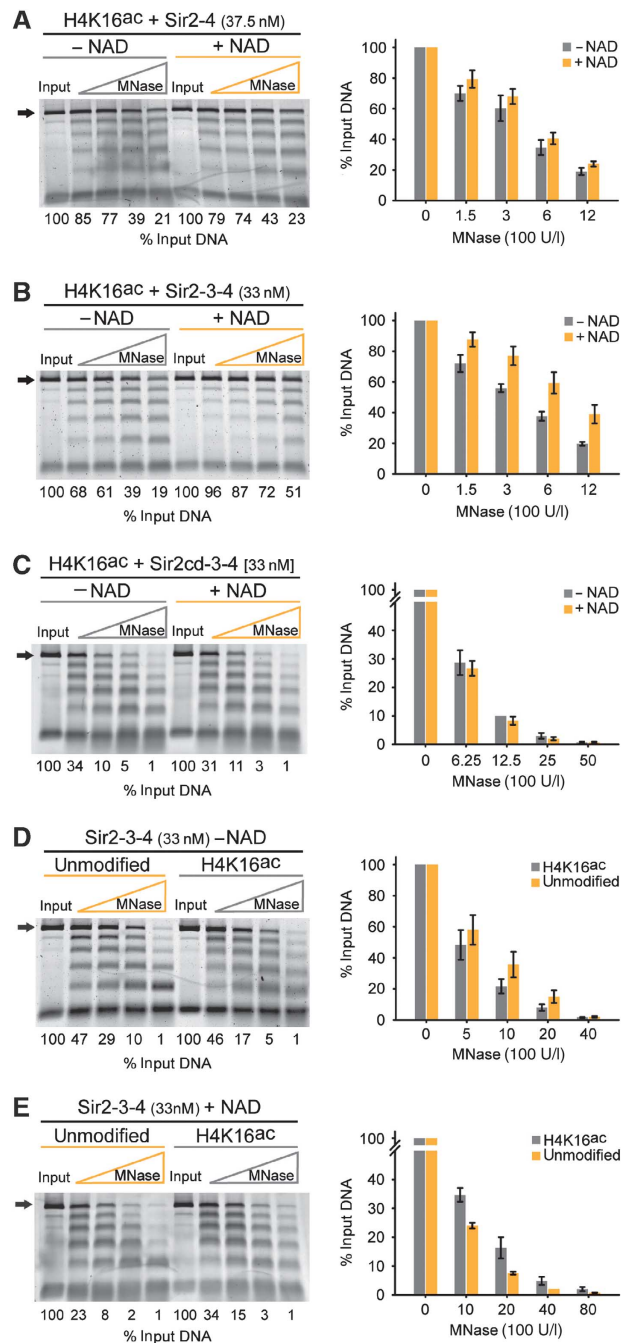 A
H4K16ac + Sir2-4 (37.5 nM)
– NAD + NAD
Input MNase Input MNase
100 85 77 39 21 100 79 74 43 23
% Input DNA
% Input DNA
100
80
60
40
20
0
– NAD
+ NAD
0 1.5 3 6 12
MNase (100 U/l)
B
H4K16ac + Sir2-3-4 (33 nM)
– NAD + NAD
Input MNase Input MNase
100 68 61 39 19 100 96 87 72 51
% Input DNA
% Input DNA
100
80
60
40
20
0
– NAD
+ NAD
0 1.5 3 6 12
MNase (100 U/l)
C
H4K16ac + Sir2cd-3-4 [33 nM]
– NAD + NAD
Input MNase Input MNase
100 34 10 5 1 100 31 11 3 1
% Input DNA
% Input DNA
100
30
20
10
0
– NAD
+ NAD
0 6.25 12.5 25 50
MNase (100 U/l)
D
Sir2-3-4 (33 nM) –NAD
Unmodified H4K16ac
Input MNase Input MNase
100 47 29 10 1 100 46 17 5 1
% Input DNA
% Input DNA
100
80
60
40
20
0
H4K16ac
Unmodified
0 5 10 20 40
MNase (100 U/l)
E
Sir2-3-4 (33nM) + NAD
Unmodified H4K16ac
Input MNase Input MNase
100 23 8 2 1 100 34 15 3 1
% Input DNA
% Input DNA
100
40
20
0
H4K16ac
Unmodified
0 10 20 40 80
MNase (100 U/l)